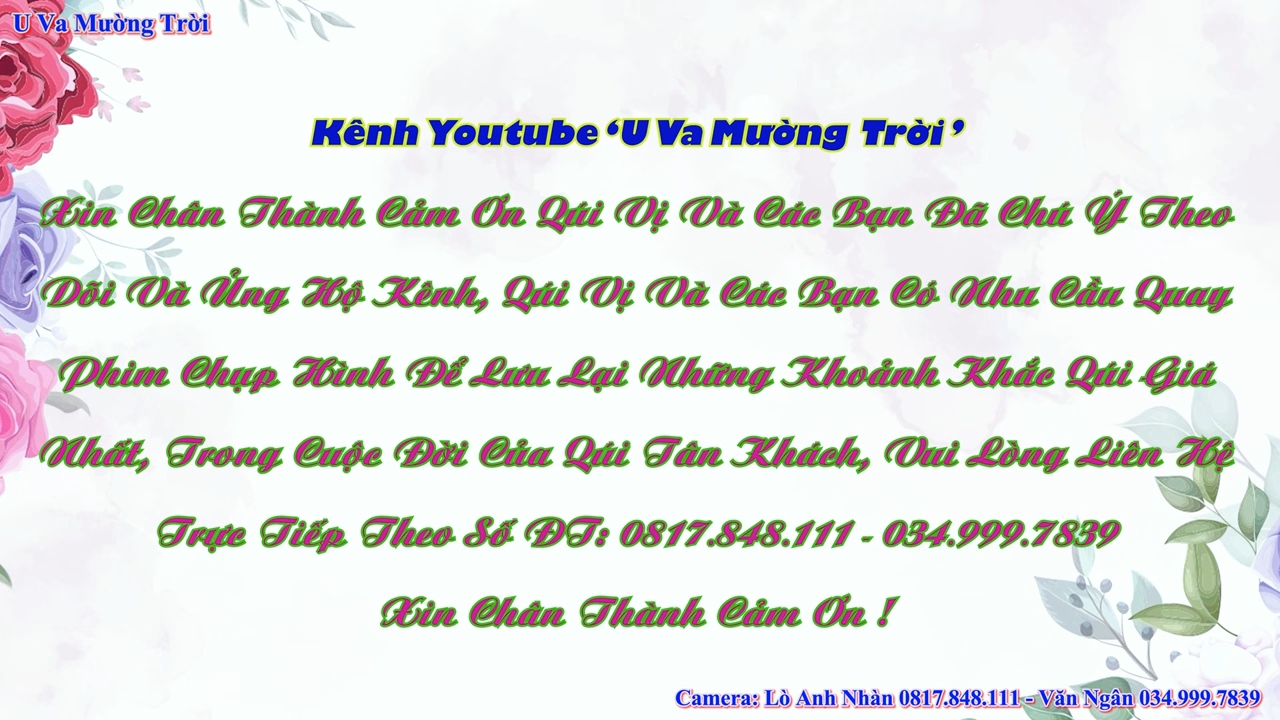 U Va Mường Trời
Kênh Youtube ‘U Va Mường Trời’
Xin Chân Thành Cảm Ơn Qúi Vị Và Các Bạn Đã Chú Ý Theo
Dõi Và Ủng Hộ Kênh, Qúi Vị Và Các Bạn Có Nhu Cầu Quay
Phim Chụp Hình Để Lưu Lại Những Khoảnh Khắc Qúi Giá
Nhất, Trong Cuộc Đời Của Qúi Tân Khách, Vui Lòng Liên Hệ
Trực Tiếp Theo Số ĐT: 0817.848.111 - 034.999.7839
Xin Chân Thành Cảm Ơn !
Camera: Lò Anh Nhàn 0817.848.111 - Văn Ngân 034.999.7839